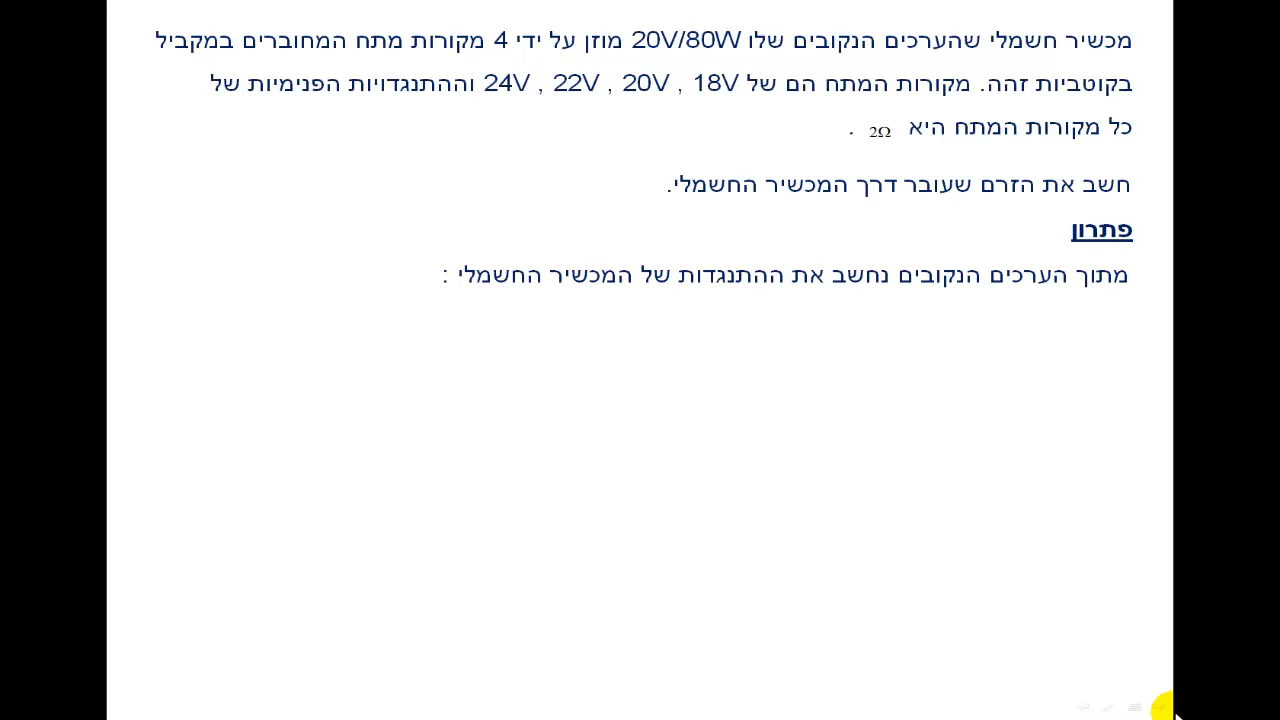 מכשיר חשמלי שהערכים הנקובים שלו 20V/80W מוזן על ידי 4 מקורות מתח המחוברים במקביל
בקוטביות זהה. מקורות המתח הם של 24V , 22V , 20V , 18V וההתנגדויות הפנימיות של
כל מקורות המתח היא 2Ω .
חשב את הזרם שעובר דרך המכשיר החשמלי.
פתרון
מתוך הערכים הנקובים נחשב את ההתנגדות של המכשיר החשמלי :